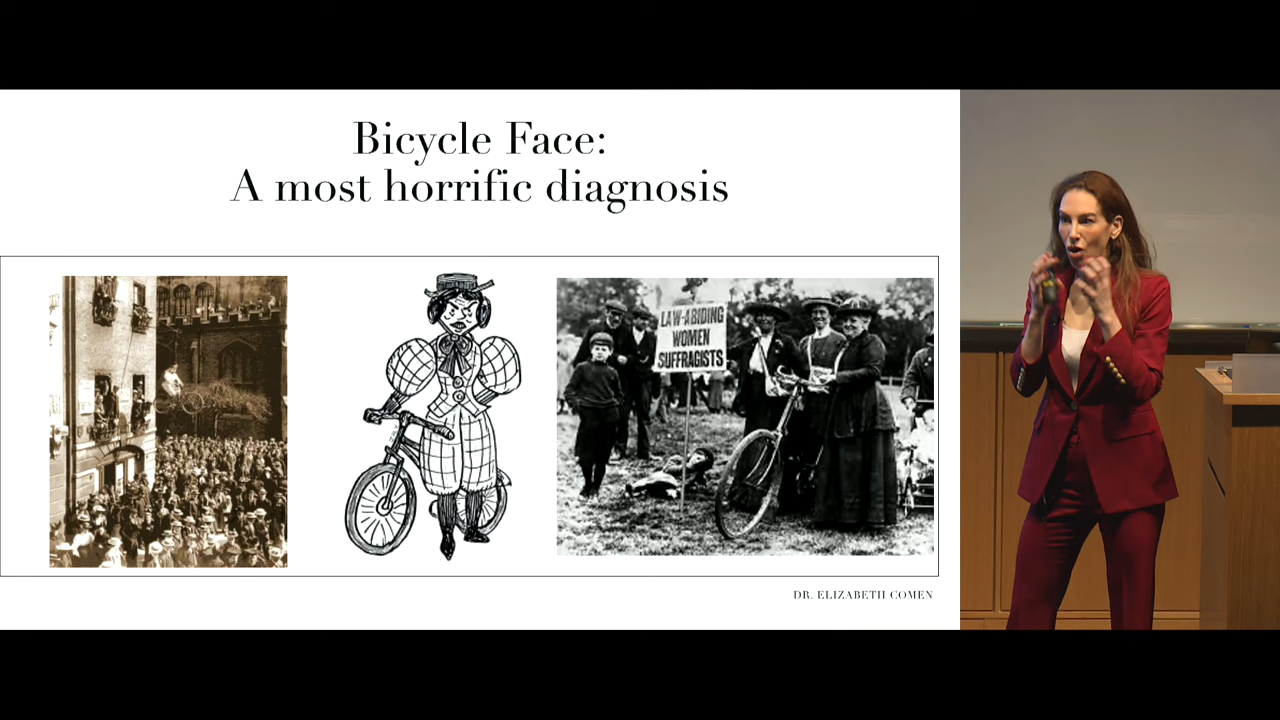 Bicycle Face:
A most horrific diagnosis
LAW-ABIDING
WOMEN
SUFFRAGISTS
DR. ELIZABETH COMEN